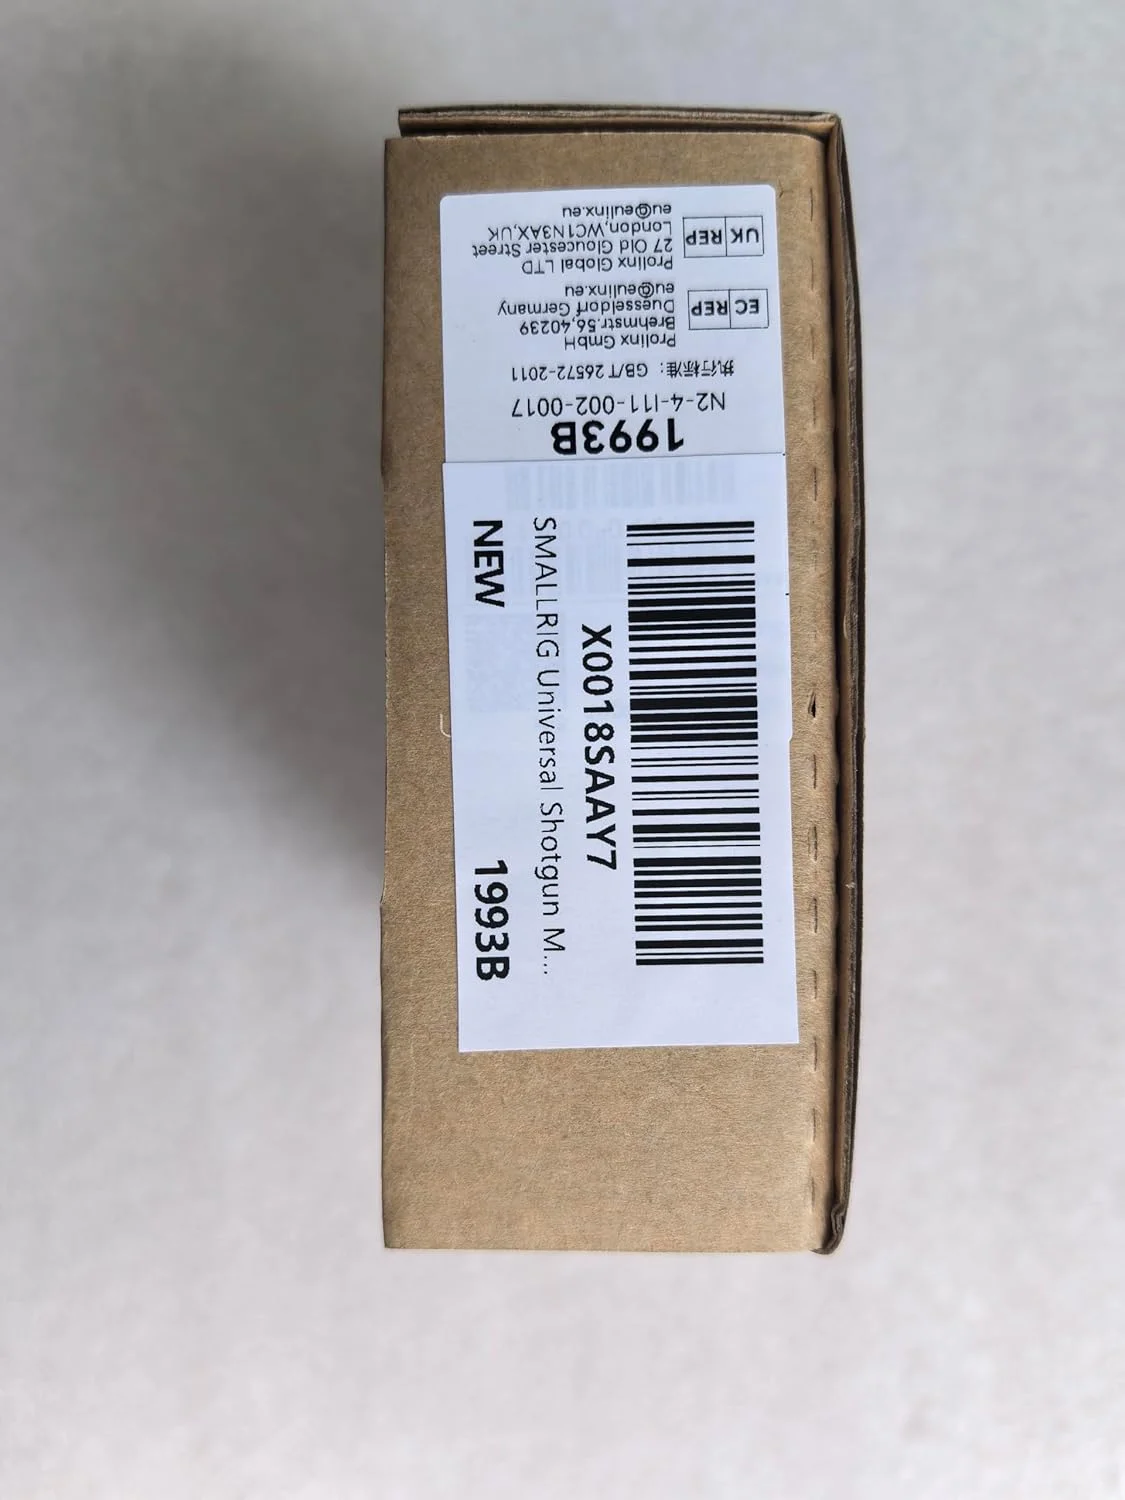 1993B
N2-4-I11-002-0017
执行标准：GB/T 26572-2011
EC REP
Prolinx GmbH
Brehmstr.56,40239
Duesseldorf Germany
eu@eulinx.eu
UK REP
Prolinx Global LTD
27 Old Gloucester Street
London,WC1N3AX,UK
eu@eulinx.eu
X0018SAAY7
SMALLRIG Universal Shotgun M...
NEW 1993B